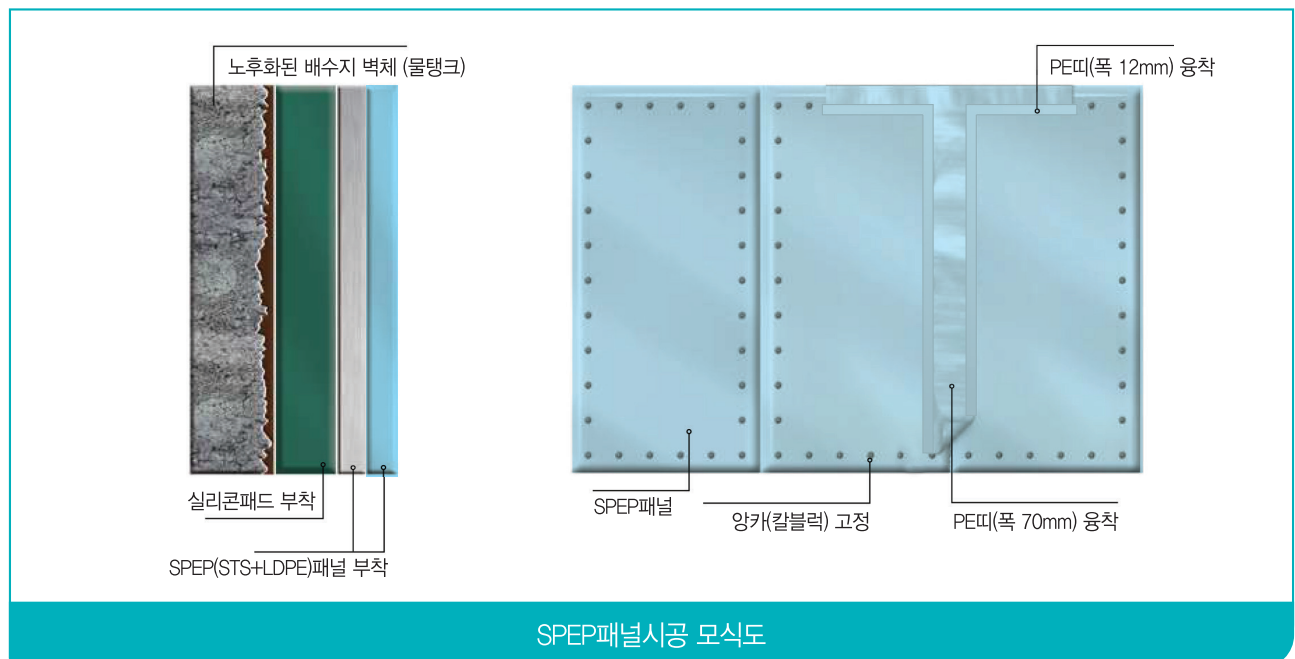 노후화된 배수지 벽체 (물탱크)
PE띠(폭 12mm) 융착
실리콘패드 부착
SPEP(STS+LDPE)패널 부착
SPEP패널
앙카(칼블럭) 고정
PE띠(폭 70mm) 융착
SPEP패널시공 모식도